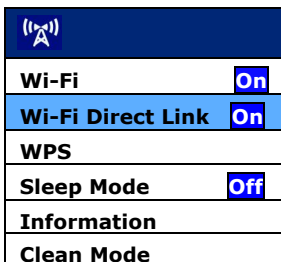 Wi-Fi On
Wi-Fi Direct Link On
WPS
Sleep Mode Off
Information
Clean Mode